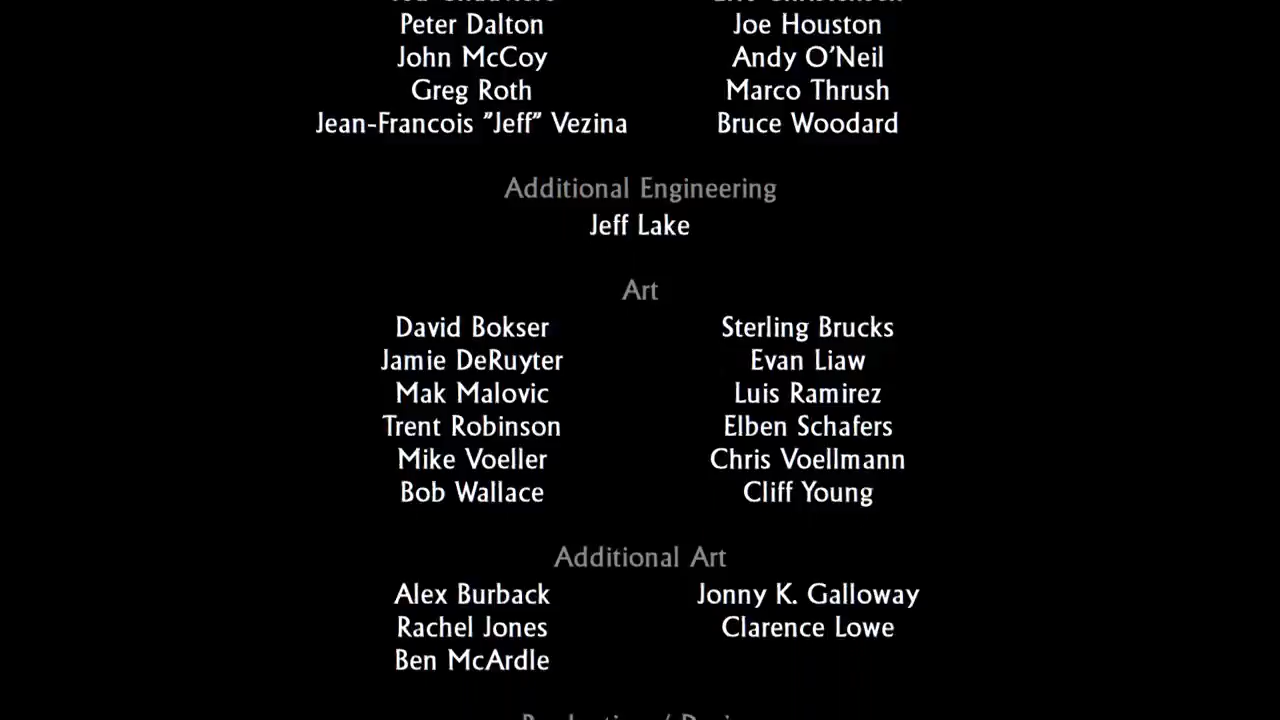 Peter Dalton Joe Houston
John McCoy Andy O'Neil
Greg Roth Marco Thrush
Jean-Francois "Jeff" Vezina Bruce Woodard
Additional Engineering
Jeff Lake
Art
David Bokser Sterling Brucks
Jamie DeRuyter Evan Liaw
Mak Malovic Luis Ramirez
Trent Robinson Elben Schafers
Mike Voeller Chris Voellmann
Bob Wallace Cliff Young
Additional Art
Alex Burback Jonny K. Galloway
Rachel Jones Clarence Lowe
Ben McArdle